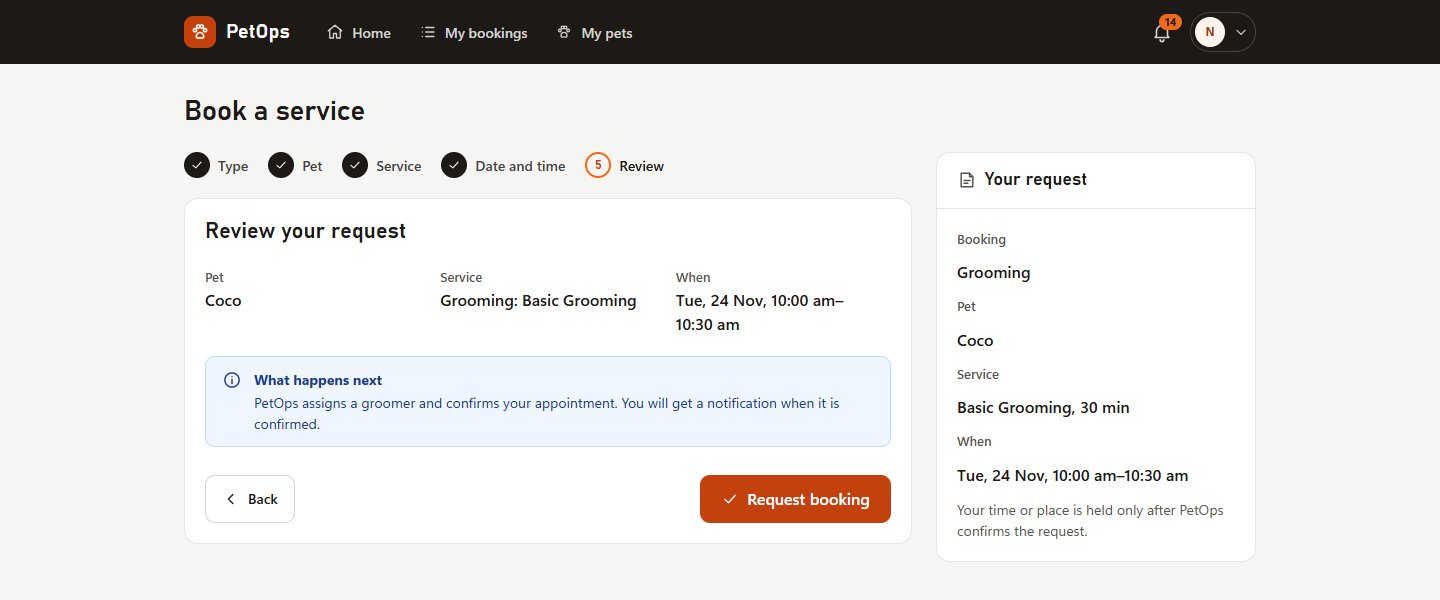 PetOps
Home
My bookings
My pets
14
N
Book a service
Type
Pet
Service
Date and time
5
Review
Review your request
Pet
Coco
Service
Grooming: Basic Grooming
When
Tue, 24 Nov, 10:00 am–
10:30 am
What happens next
PetOps assigns a groomer and confirms your appointment. You will get a notification when it is
confirmed.
Back
Request booking
Your request
Booking
Grooming
Pet
Coco
Service
Basic Grooming, 30 min
When
Tue, 24 Nov, 10:00 am–10:30 am
Your time or place is held only after PetOps
confirms the request.